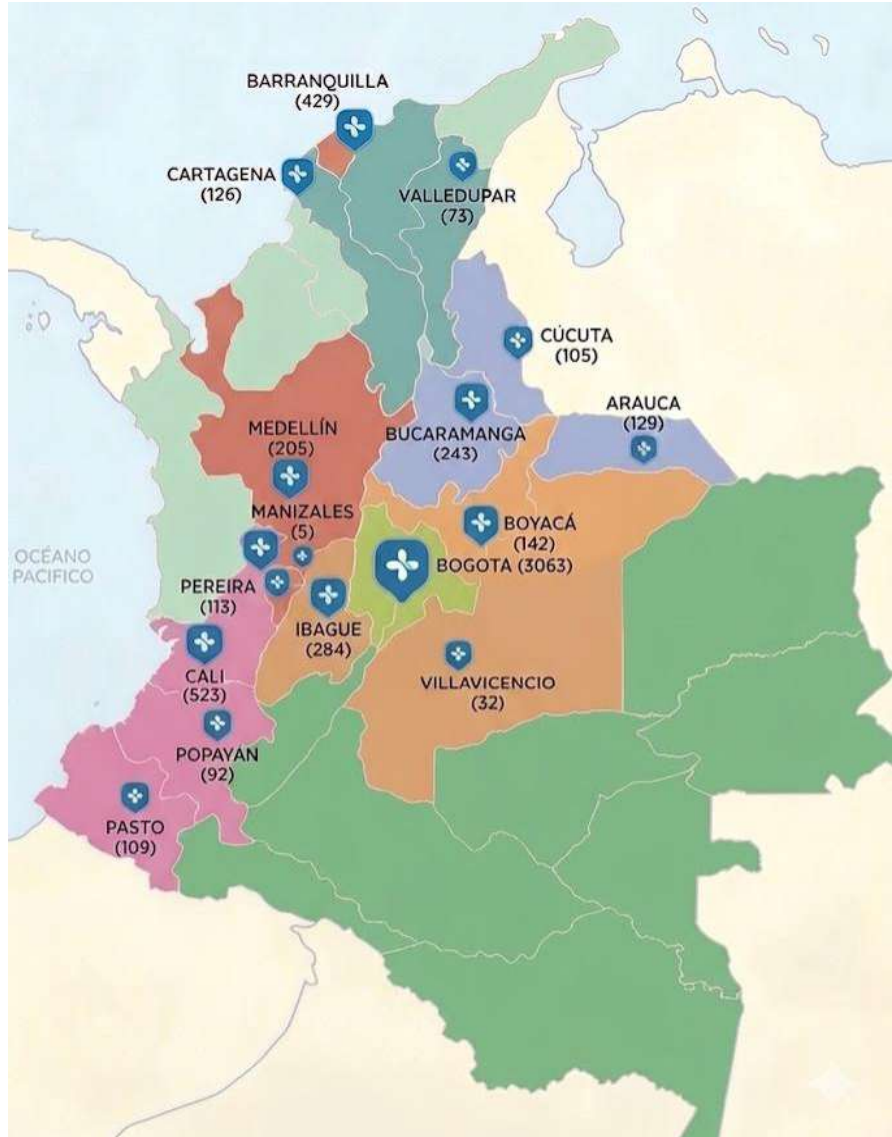 BARRANQUILLA
(429)
CARTAGENA
(126)
VALLEDUPAR
(73)
CÚCUTA
(105)
ARAUCA
(129)
MEDELLÍN
(205)
BUCARAMANGA
(243)
MANIZALES
(5)
BOYACÁ
(142)
BOGOTA (3063)
OCÉANO
PACIFICO
PEREIRA
(113)
IBAGUE
(284)
CALI
(523)
VILLAVICENCIO
(32)
POPAYÁN
(92)
PASTO
(109)